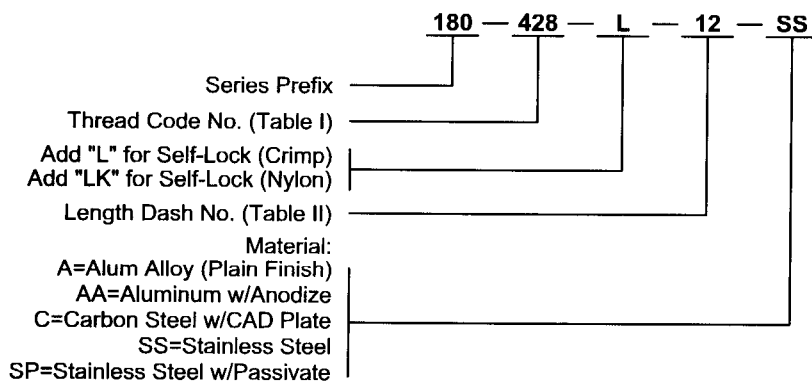 180 — 428 — L — 12 — SS
Series Prefix
Thread Code No. (Table I)
Add "L" for Self-Lock (Crimp)
Add "LK" for Self-Lock (Nylon)
Length Dash No. (Table II)
Material:
A=Alum Alloy (Plain Finish)
AA=Aluminum w/Anodize
C=Carbon Steel w/CAD Plate
SS=Stainless Steel
SP=Stainless Steel w/Passivate